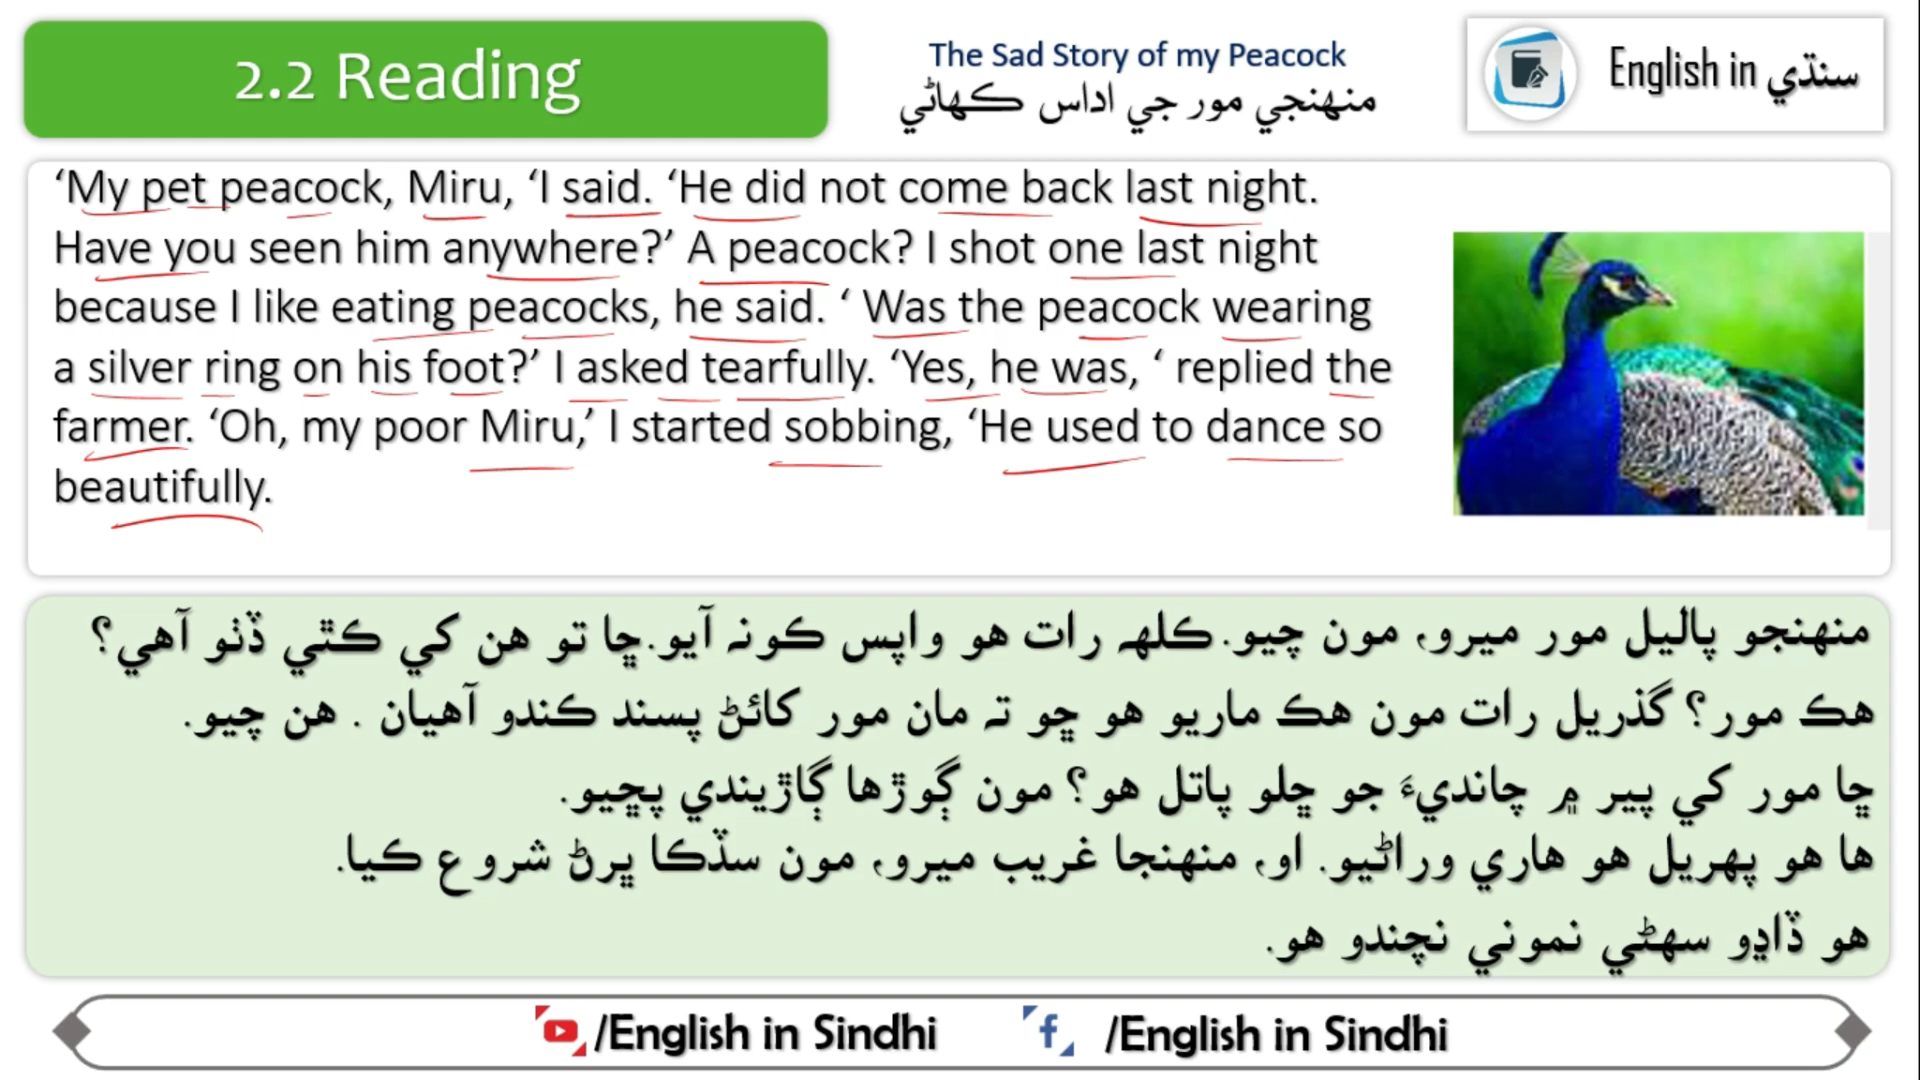 2.2 Reading
The Sad Story of my Peacock
منهنجي مور جي اداس ڪهاڻي
English in سنڌي
‘My pet peacock, Miru, ‘I said. ‘He did not come back last night.
Have you seen him anywhere?’ A peacock? I shot one last night
because I like eating peacocks, he said. ‘ Was the peacock wearing
a silver ring on his foot?’ I asked tearfully. ‘Yes, he was, ‘ replied the
farmer. ‘Oh, my poor Miru,’ I started sobbing, ‘He used to dance so
beautifully.
منهنجو پاليل مور ميرو، مون چيو. ڪلهہ رات هو واپس ڪونہ آيو. ڇا تو هن کي ڪٿي ڏٺو آهي؟
هڪ مور؟ گذريل رات مون هڪ ماريو هو ڇو تہ مان مور کائڻ پسند ڪندو آهيان . هن چيو.
ڇا مور کي پير ۾ چانديءَ جو ڇلو پاتل هو؟ مون ڳوڙها ڳاڙيندي پڇيو.
ها هو پهريل هو هاري وراڻيو. او، منهنجا غريب ميرو، مون سڏڪا ڀرڻ شروع ڪيا.
هو ڏاڍو سهڻي نموني نچندو هو.
/English in Sindhi /English in Sindhi